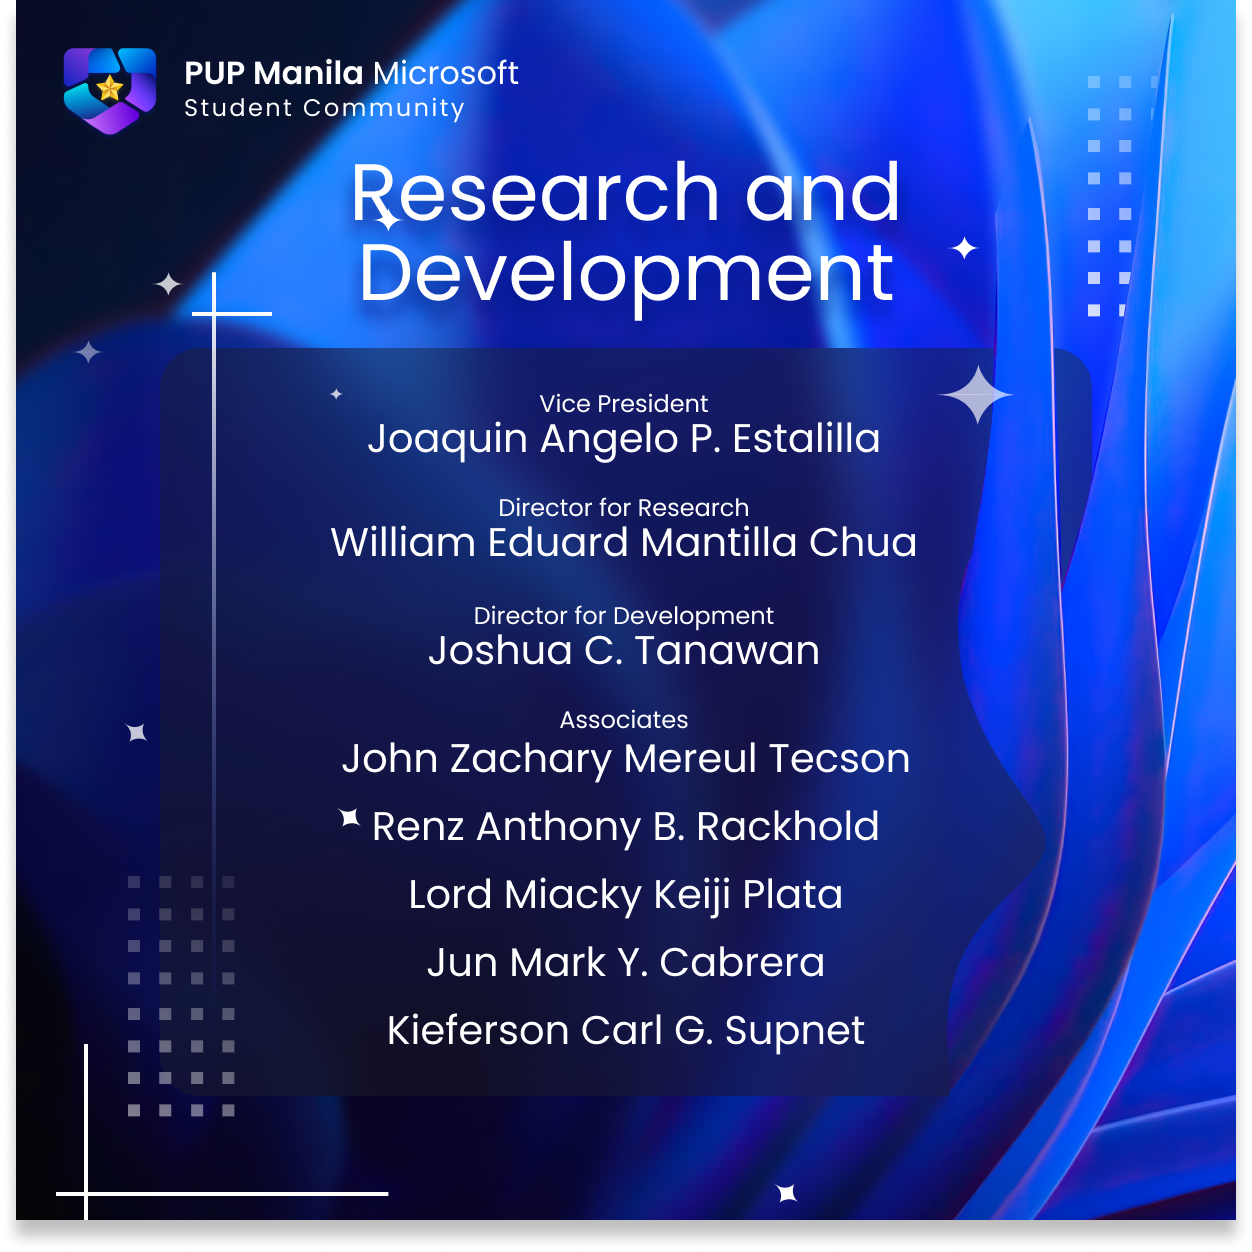 PUP Manila Microsoft
Student Community
Research and
Development
Vice President
Joaquin Angelo P. Estalilla
Director for Research
William Eduard Mantilla Chua
Director for Development
Joshua C. Tanawan
Associates
John Zachary Mereul Tecson
Renz Anthony B. Rackhold
Lord Miacky Keiji Plata
Jun Mark Y. Cabrera
Kieferson Carl G. Supnet